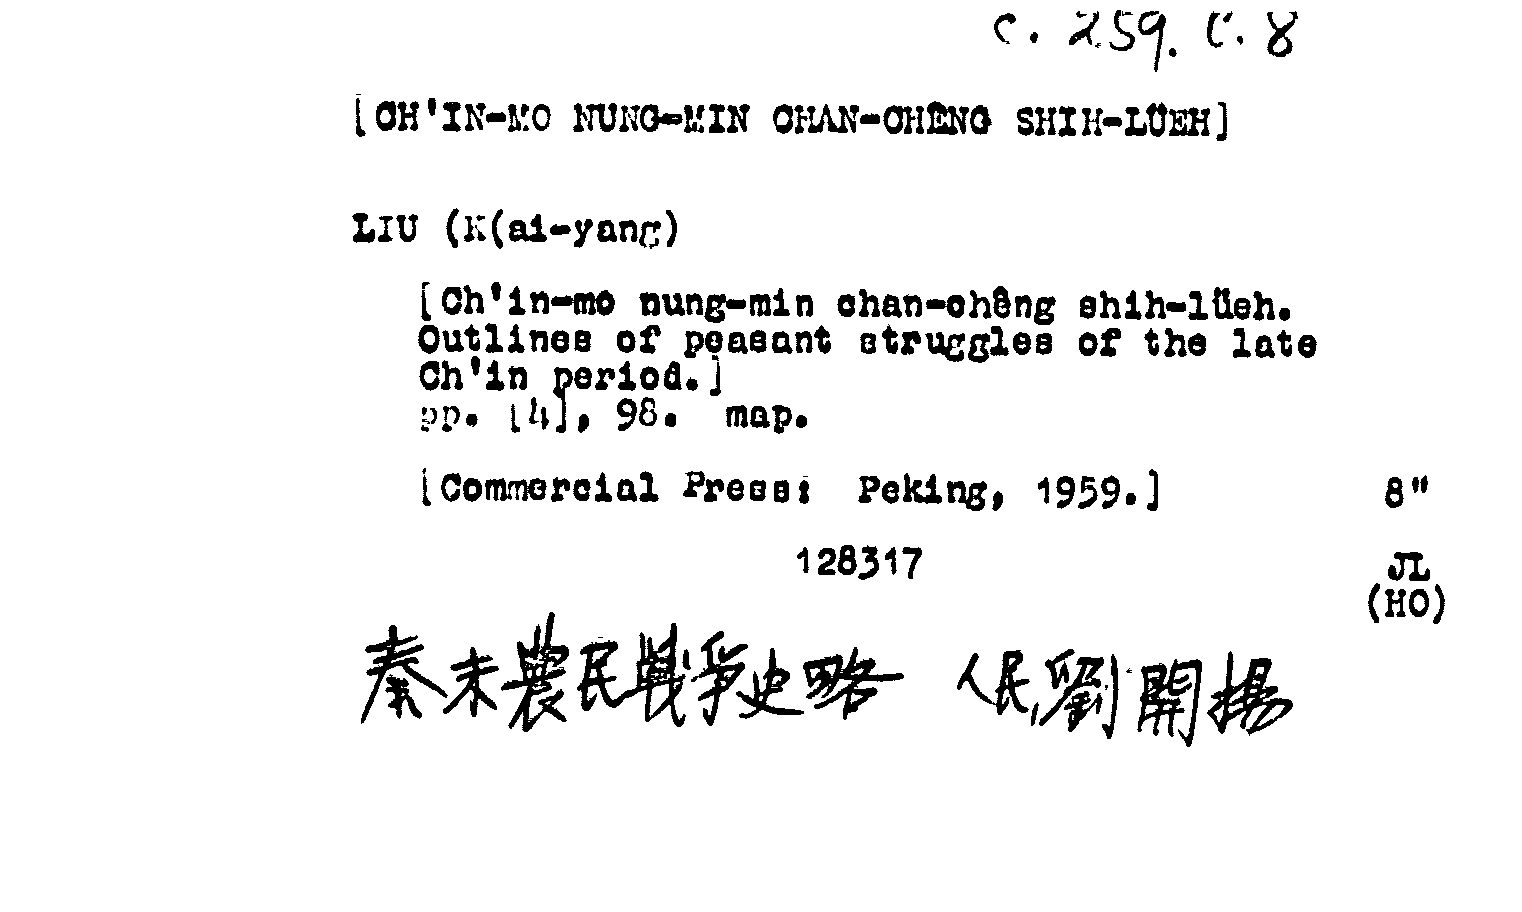 c. 259. c. 8
[CH'IN-MO NUNG-MIN CHAN-CHÊNG SHIH-LÜEH]
LIU (K(ai-yang)
[Ch'in-mo nung-min chan-chêng shih-lüeh.
Outlines of peasant struggles of the late
Ch'in period.]
pp. [4], 98. map.
[Commercial Press: Peking, 1959.] 8"
128317 JL
(HO)
秦末農民戰爭史略 人民, 劉開揚